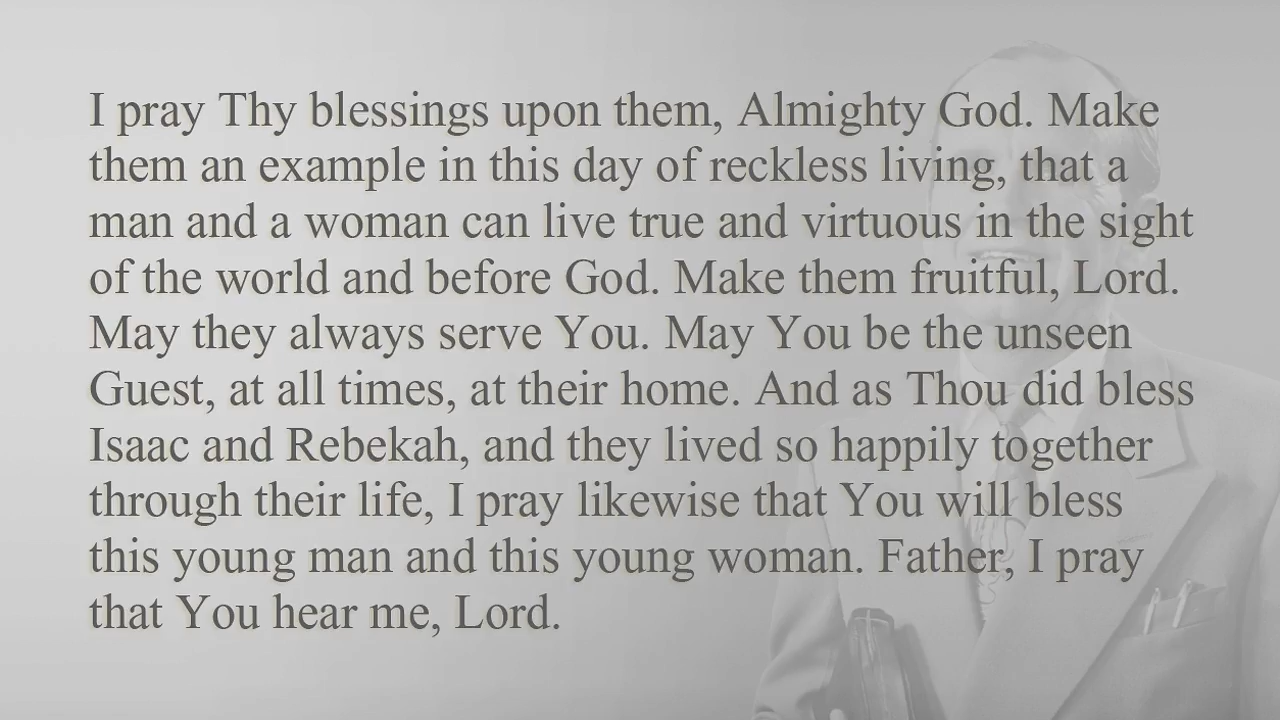 I pray Thy blessings upon them, Almighty God. Make
them an example in this day of reckless living, that a
man and a woman can live true and virtuous in the sight
of the world and before God. Make them fruitful, Lord.
May they always serve You. May You be the unseen
Guest, at all times, at their home. And as Thou did bless
Isaac and Rebekah, and they lived so happily together
through their life, I pray likewise that You will bless
this young man and this young woman. Father, I pray
that You hear me, Lord.